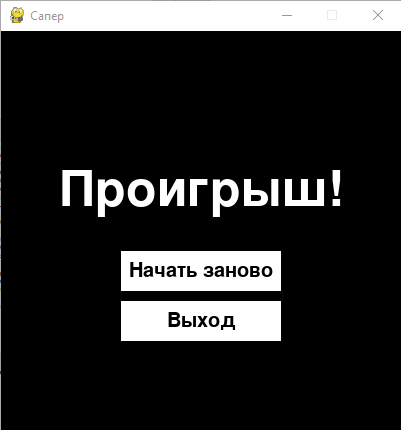 Сапер
Проигрыш!
Начать заново
Выход